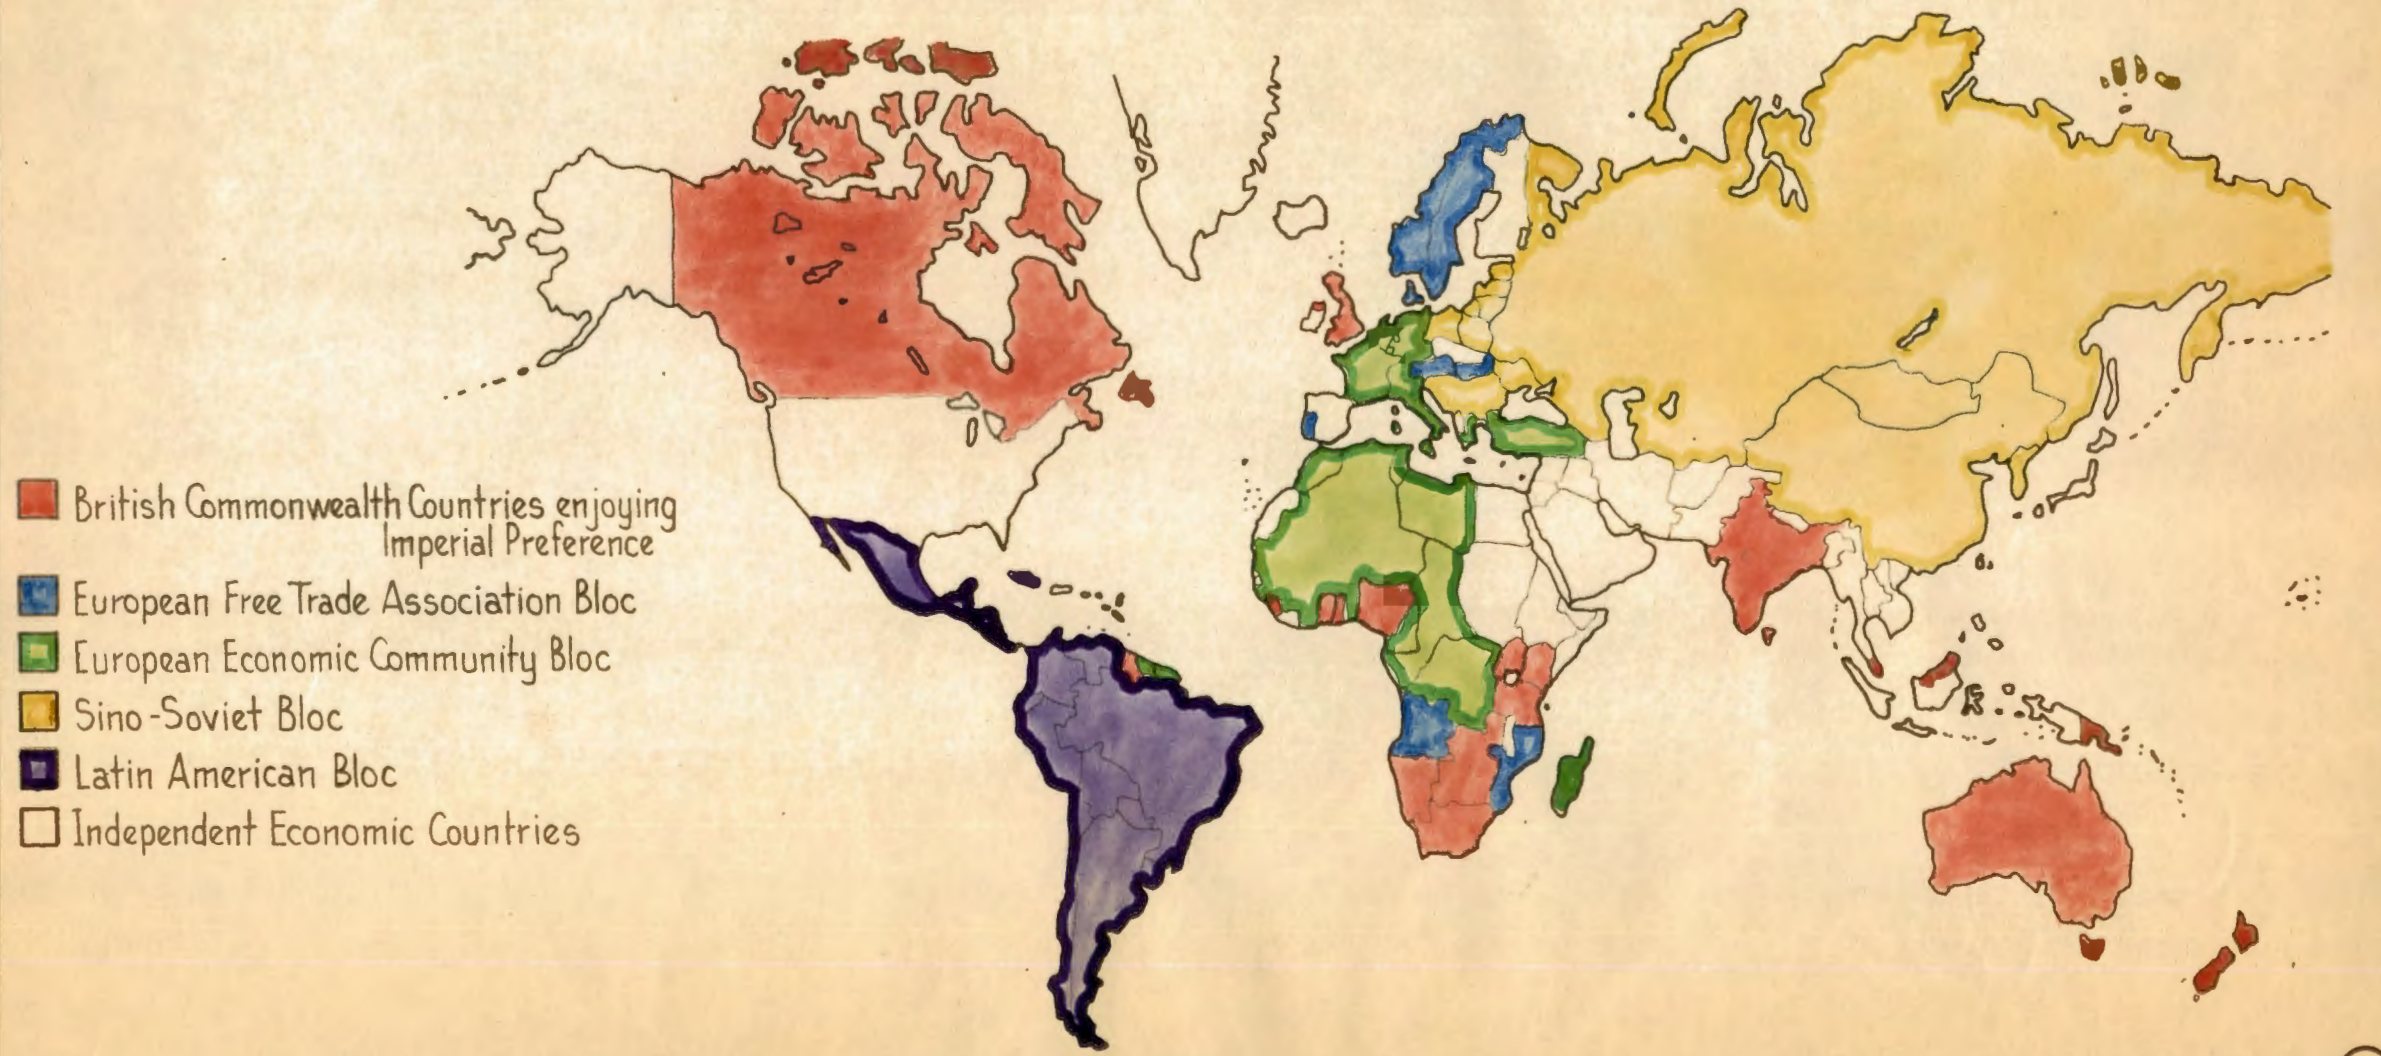 British Commonwealth Countries enjoying
Imperial Preference
European Free Trade Association Bloc
European Economic Community Bloc
Sino-Soviet Bloc
Latin American Bloc
Independent Economic Countries